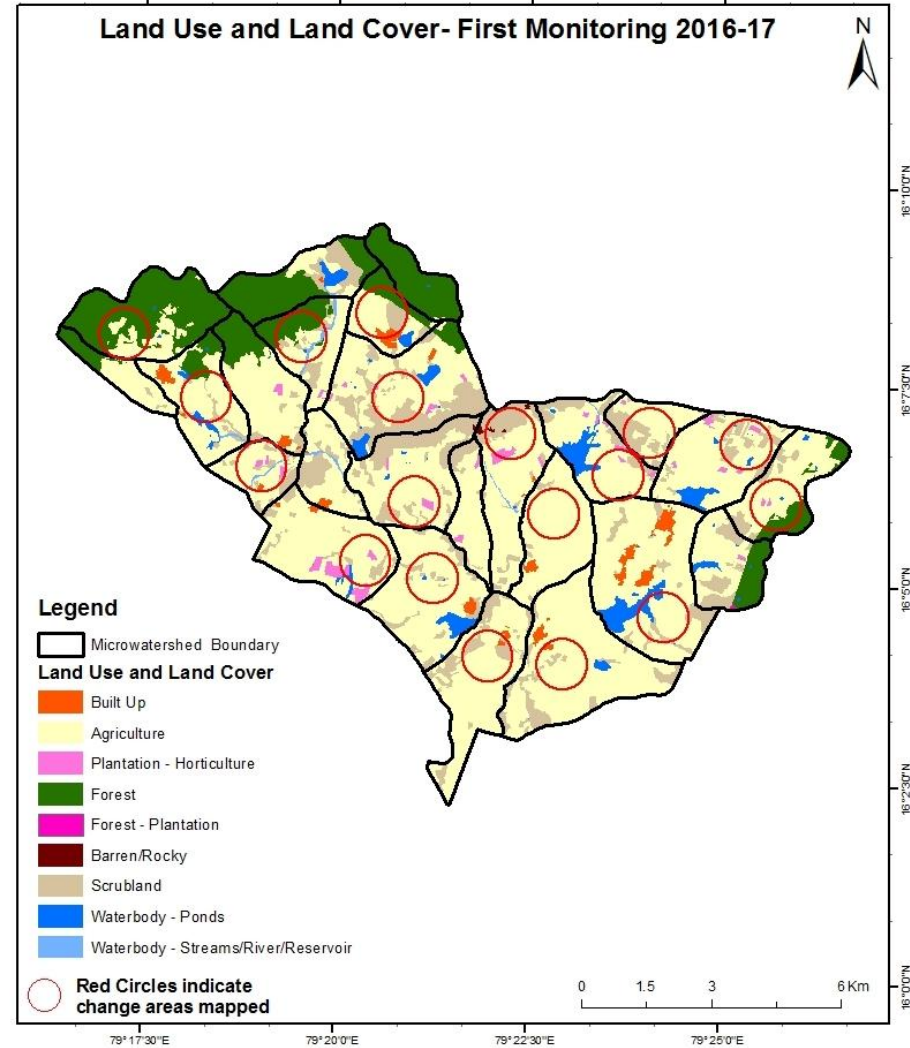 Land Use and Land Cover- First Monitoring 2016-17
N
16°10'0"N
16°7'30"N
16°5'0"N
16°2'30"N
16°0'0"N
Legend
Microwatershed Boundary
Land Use and Land Cover
Built Up
Agriculture
Plantation - Horticulture
Forest
Forest - Plantation
Barren/Rocky
Scrubland
Waterbody - Ponds
Waterbody - Streams/River/Reservoir
Red Circles indicate
change areas mapped
0 1.5 3 6 Km
79°17'30"E 79°20'0"E 79°22'30"E 79°25'0"E